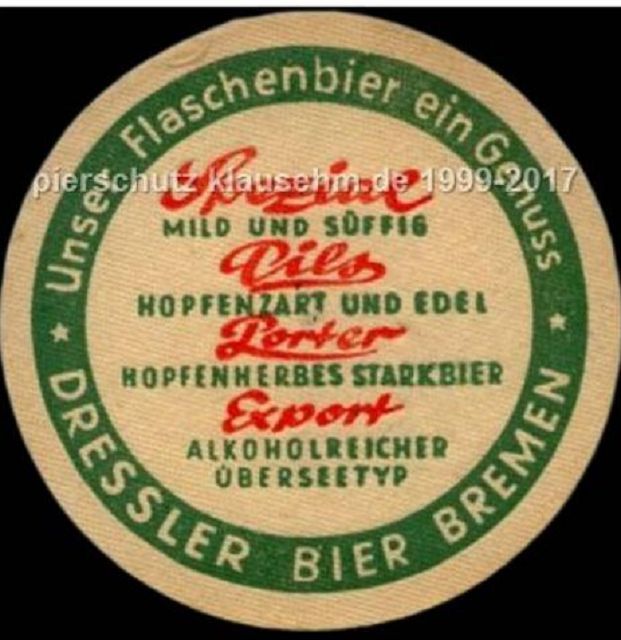 Unser Flaschenbier ein Genuss
pierschutz klausehm.de 1999-2017
Spezial
MILD UND SÜFFIG
Pils
HOPFENZART UND EDEL
Porter
HOPFENHERBES STARKBIER
Export
ALKOHOLREICHER
ÜBERSEETYP
DRESSLER BIER BREMEN